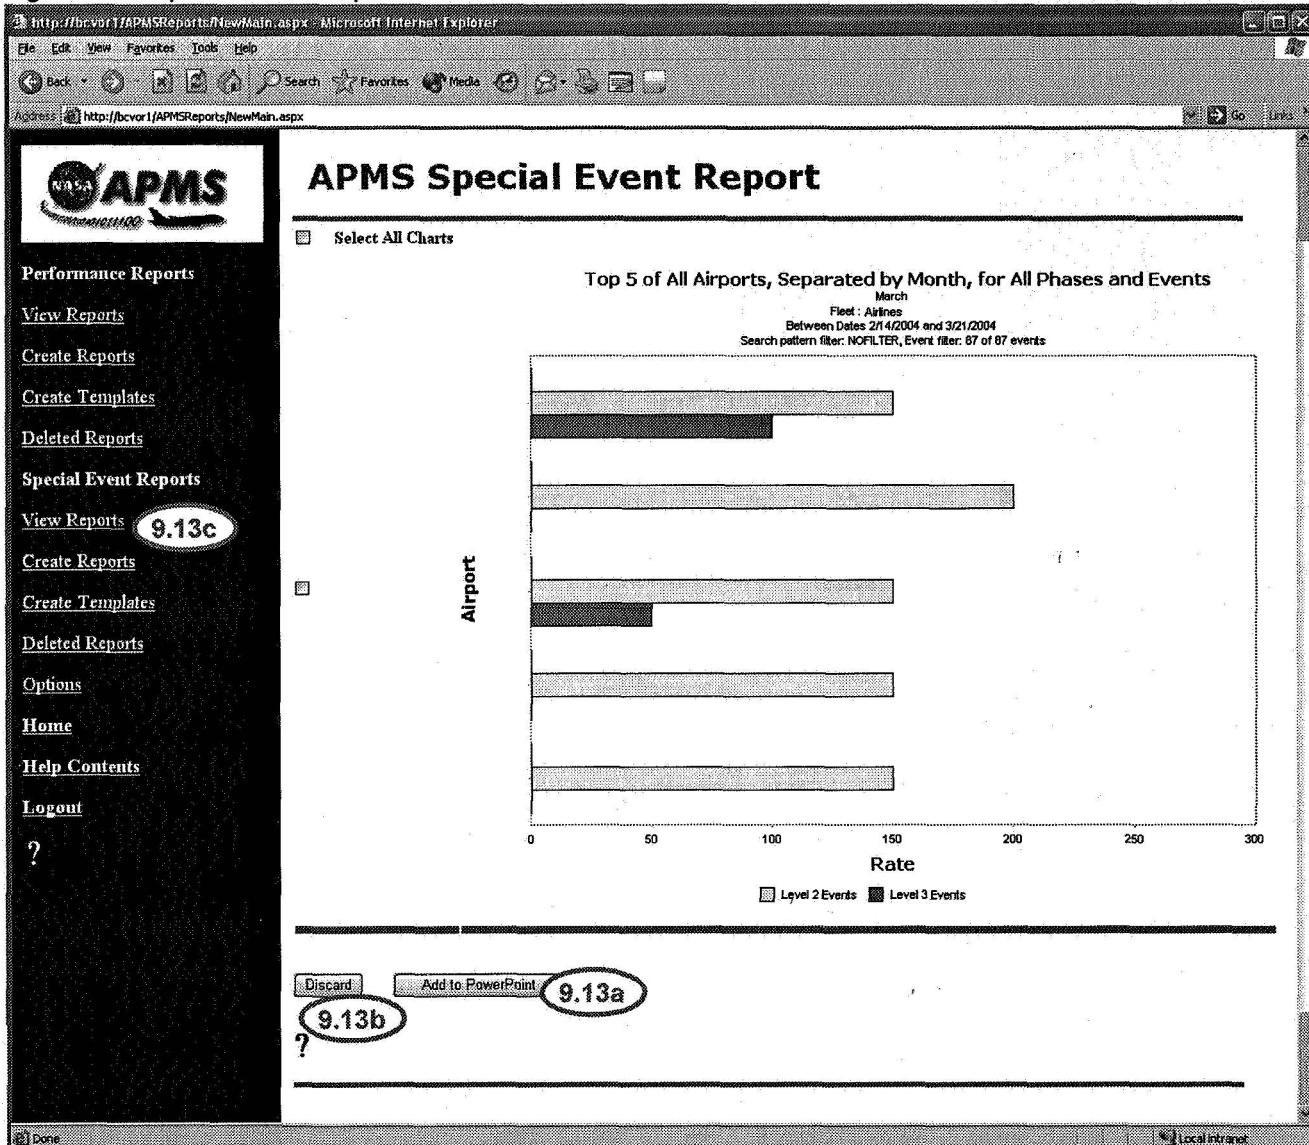 http://bcvor1/APMSReports/NewMain.aspx - Microsoft Internet Explorer
File Edit View Favorites Tools Help
Back Search Favorites Media
Address http://bcvor1/APMSReports/NewMain.aspx Go Links
NASA APMS
APMS Special Event Report
Select All Charts
Performance Reports
View Reports
Create Reports
Create Templates
Deleted Reports
Special Event Reports
View Reports 9.13c
Create Reports
Create Templates
Deleted Reports
Options
Home
Help Contents
Logout
?
Top 5 of All Airports, Separated by Month, for All Phases and Events
March
Fleet : Airlines
Between Dates 2/14/2004 and 3/21/2004
Search pattern filter: NOFILTER, Event filter: 87 of 87 events
Airport
0 50 100 150 200 250 300
Rate
Level 2 Events Level 3 Events
Discard Add to PowerPoint 9.13a
9.13b
?
Done Local intranet